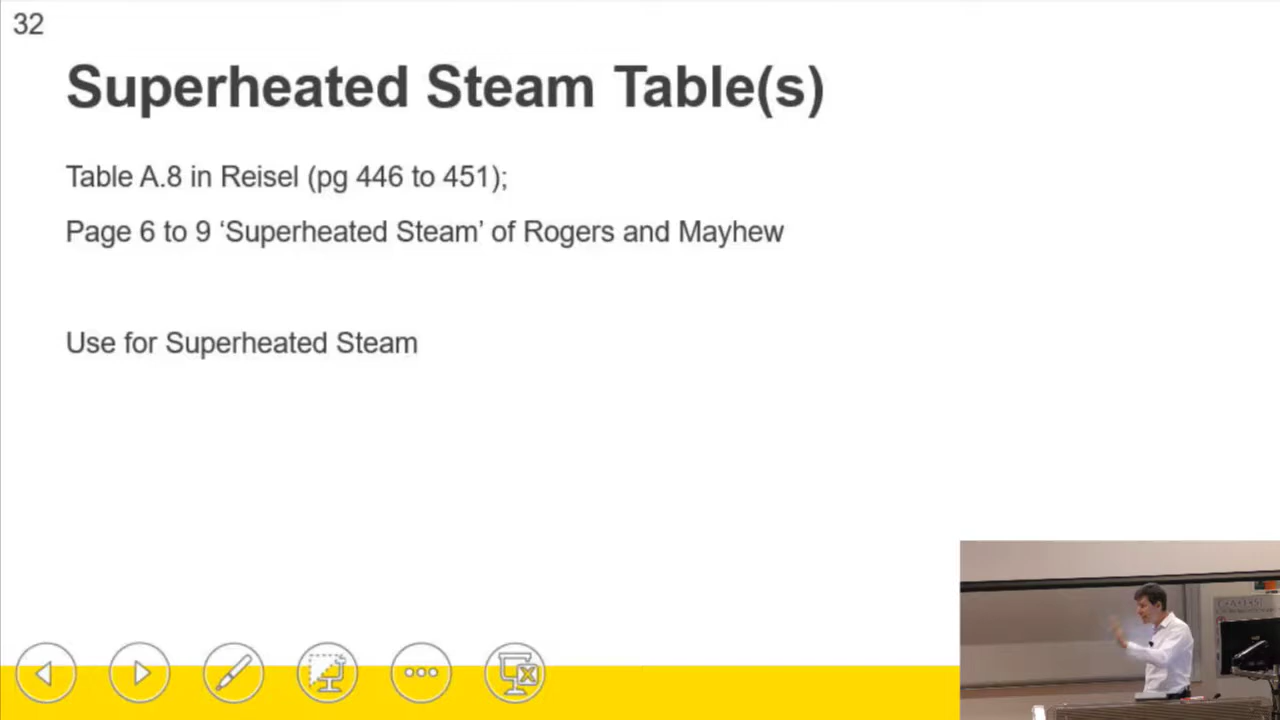 32
Superheated Steam Table(s)
Table A.8 in Reisel (pg 446 to 451);
Page 6 to 9 ‘Superheated Steam’ of Rogers and Mayhew
Use for Superheated Steam